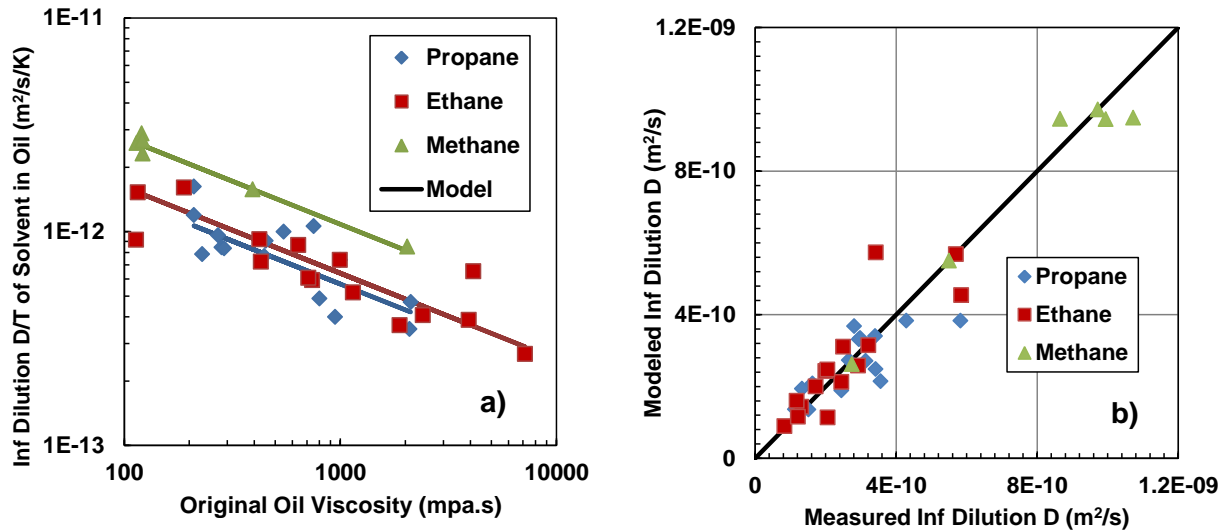 1E-11
1E-12
1E-13
Inf Dilution D/T of Solvent in Oil (m²/s/K)
Propane
Ethane
Methane
Model
a)
100
1000
10000
Original Oil Viscosity (mpa.s)
1.2E-09
8E-10
4E-10
0
Modeled Inf Dilution D (m²/s)
Propane
Ethane
Methane
b)
0
4E-10
8E-10
1.2E-09
Measured Inf Dilution D (m²/s)